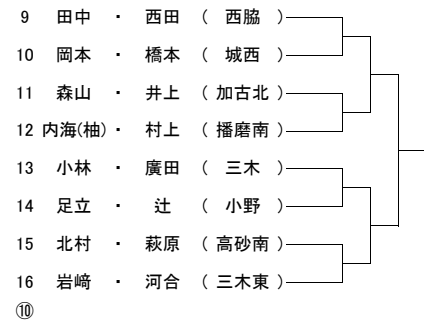 9 田中 ・ 西田 ( 西脇 )
10 岡本 ・ 橋本 ( 城西 )
11 森山 ・ 井上 ( 加古北 )
12 内海(柚) ・ 村上 ( 播磨南 )
13 小林 ・ 廣田 ( 三木 )
14 足立 ・ 辻 ( 小野 )
15 北村 ・ 萩原 ( 高砂南 )
16 岩﨑 ・ 河合 ( 三木東 )
⑩